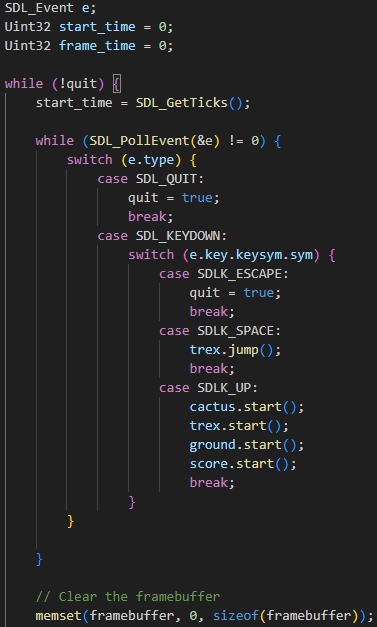 SDL_Event e;
Uint32 start_time = 0;
Uint32 frame_time = 0;
while (!quit) {
start_time = SDL_GetTicks();
while (SDL_PollEvent(&e) != 0) {
switch (e.type) {
case SDL_QUIT:
quit = true;
break;
case SDL_KEYDOWN:
switch (e.key.keysym.sym) {
case SDLK_ESCAPE:
quit = true;
break;
case SDLK_SPACE:
trex.jump();
break;
case SDLK_UP:
cactus.start();
trex.start();
ground.start();
score.start();
break;
}
}
}
// Clear the framebuffer
memset(framebuffer, 0, sizeof(framebuffer));